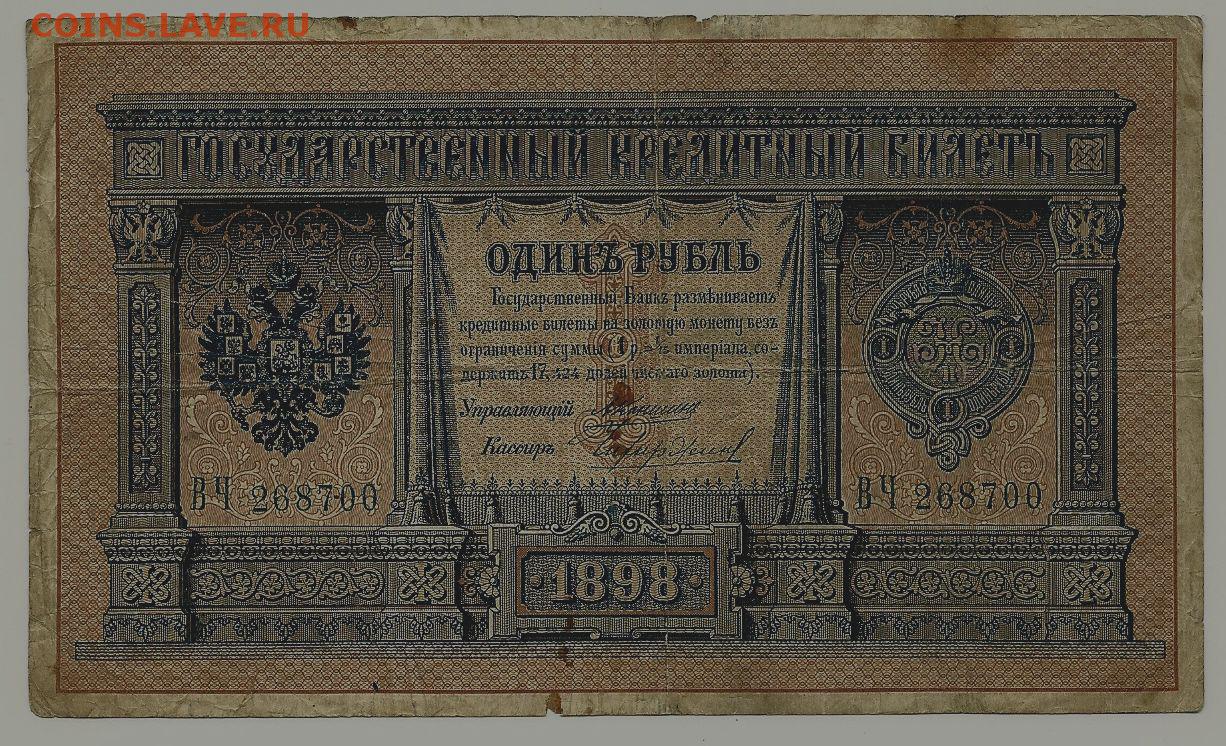 COINS.LAVE.RU
ГОСУДАРСТВЕННЫЙ КРЕДИТНЫЙ БИЛЕТЪ
ОДИНЪ РУБЛЬ
Государственный Банкъ размѣниваетъ
кредитные билеты на золотую монету безъ
ограниченія суммы (1 р. = 1/15 имперіала, со-
держитъ 17,424 долей чистаго золота).
Управляющій
Кассиръ
ВЧ 268700
ВЧ 268700
1898